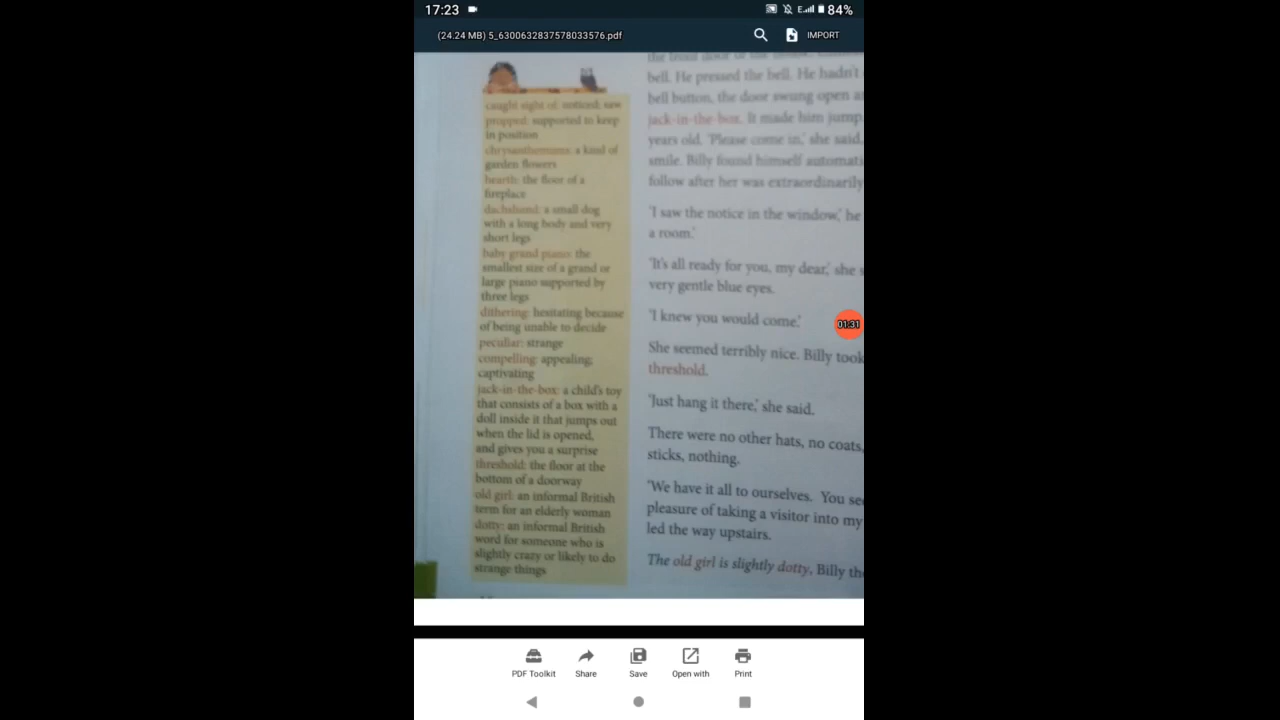 17:23
84%
(24.24 MB) 5_6300632837578033576.pdf
IMPORT
caught sight of: noticed; saw
propped: supported to keep
in position
chrysanthemums: a kind of
garden flowers
hearth: the floor of a
fireplace
dachshund: a small dog
with a long body and very
short legs
baby grand piano: the
smallest size of a grand or
large piano supported by
three legs
dithering: hesitating because
of being unable to decide
peculiar: strange
compelling: appealing;
captivating
jack-in-the-box: a child's toy
that consists of a box with a
doll inside it that jumps out
when the lid is opened,
and gives you a surprise
threshold: the floor at the
bottom of a doorway
old girl: an informal British
term for an elderly woman
dotty: an informal British
word for someone who is
slightly crazy or likely to do
strange things
bell. He pressed the bell. He hadn't
bell button, the door swung open
jack-in-the-box. It made him jump
years old. 'Please come in,' she said
smile. Billy found himself
follow after her was extraordinarily
'I saw the notice in the window,' he
a room.'
'It's all ready for you, my dear,' she
very gentle blue eyes.
'I knew you would come.'
She seemed terribly nice. Billy took
threshold.
'Just hang it there,' she said.
There were no other hats, no coats,
sticks, nothing.
'We have it all to ourselves. You
pleasure of taking a visitor into my
led the way upstairs.
The old girl is slightly dotty, Billy
01:31
PDF Toolkit
Share
Save
Open with
Print